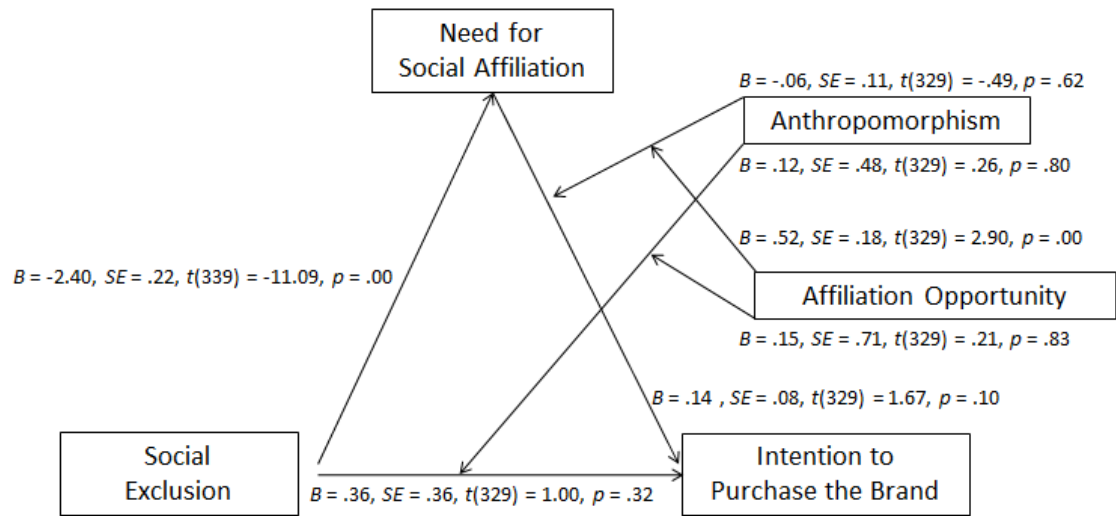 Need for
Social Affiliation
B = -.06, SE = .11, t(329) = -.49, p = .62
Anthropomorphism
B = .12, SE = .48, t(329) = .26, p = .80
B = .52, SE = .18, t(329) = 2.90, p = .00
B = -2.40, SE = .22, t(339) = -11.09, p = .00
Affiliation Opportunity
B = .15, SE = .71, t(329) = .21, p = .83
B = .14 , SE = .08, t(329) = 1.67, p = .10
Social
Exclusion
Intention to
Purchase the Brand
B = .36, SE = .36, t(329) = 1.00, p = .32